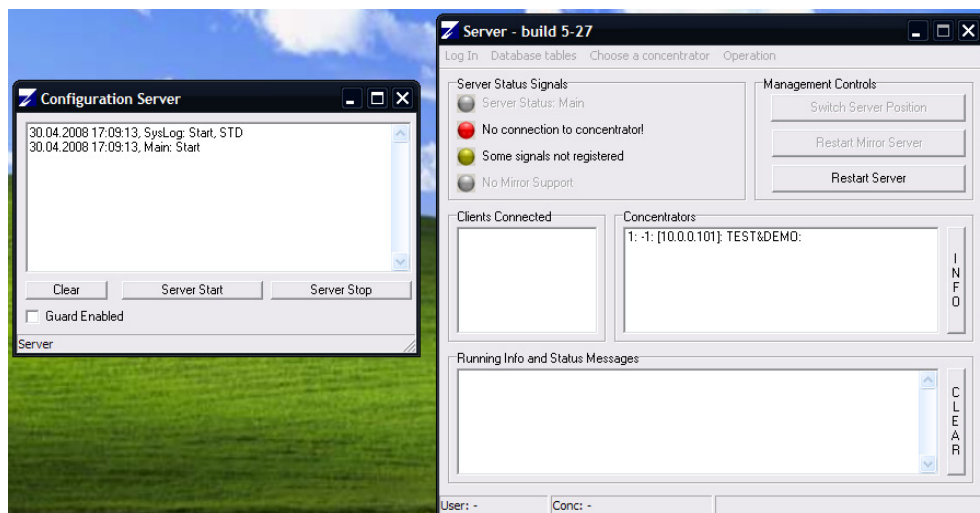 Configuration Server
30.04.2008 17:09:13, SysLog: Start, STD
30.04.2008 17:09:13, Main: Start
Clear
Server Start
Server Stop
Guard Enabled
Server
Server - build 5-27
Log In Database tables Choose a concentrator Operation
Server Status Signals
Server Status: Main
No connection to concentrator!
Some signals not registered
No Mirror Support
Management Controls
Switch Server Position
Restart Mirror Server
Restart Server
Clients Connected
Concentrators
1: -1: [10.0.0.101]: TEST&DEMO:
INFO
Running Info and Status Messages
CLEAR
User: -
Conc: -